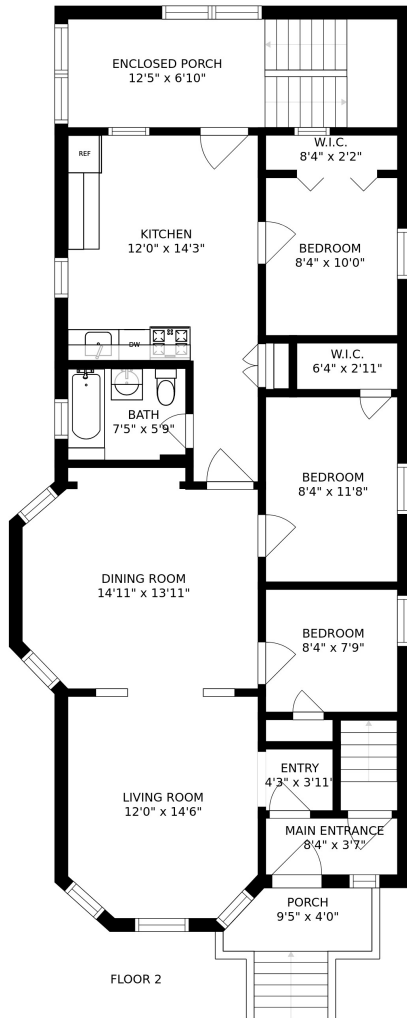 ENCLOSED PORCH
12'5" x 6'10"
W.I.C.
8'4" x 2'2"
REF
KITCHEN
12'0" x 14'3"
BEDROOM
8'4" x 10'0"
DW
W.I.C.
6'4" x 2'11"
BATH
7'5" x 5'9"
BEDROOM
8'4" x 11'8"
DINING ROOM
14'11" x 13'11"
BEDROOM
8'4" x 7'9"
LIVING ROOM
12'0" x 14'6"
ENTRY
4'3" x 3'11"
MAIN ENTRANCE
8'4" x 3'7"
PORCH
9'5" x 4'0"
FLOOR 2